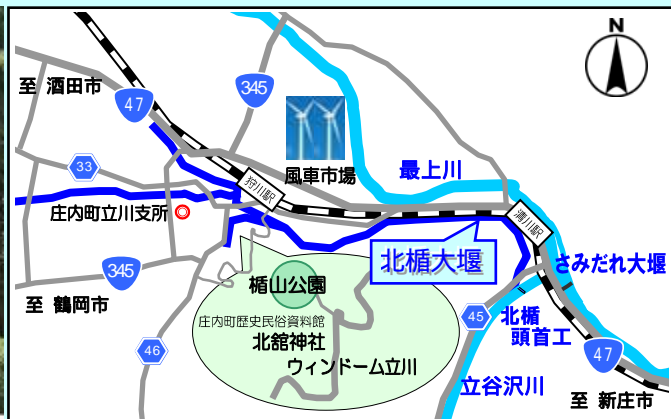 N
至 酒田市
47
345
33
風車市場
最上川
狩川駅
庄内町立川支所
清川駅
北楯大堰
さみだれ大堰
345
楯山公園
至 鶴岡市
庄内町歴史民俗資料館
北舘神社
ウィンドーム立川
46
45
北楯
頭首工
47
立谷沢川
至 新庄市